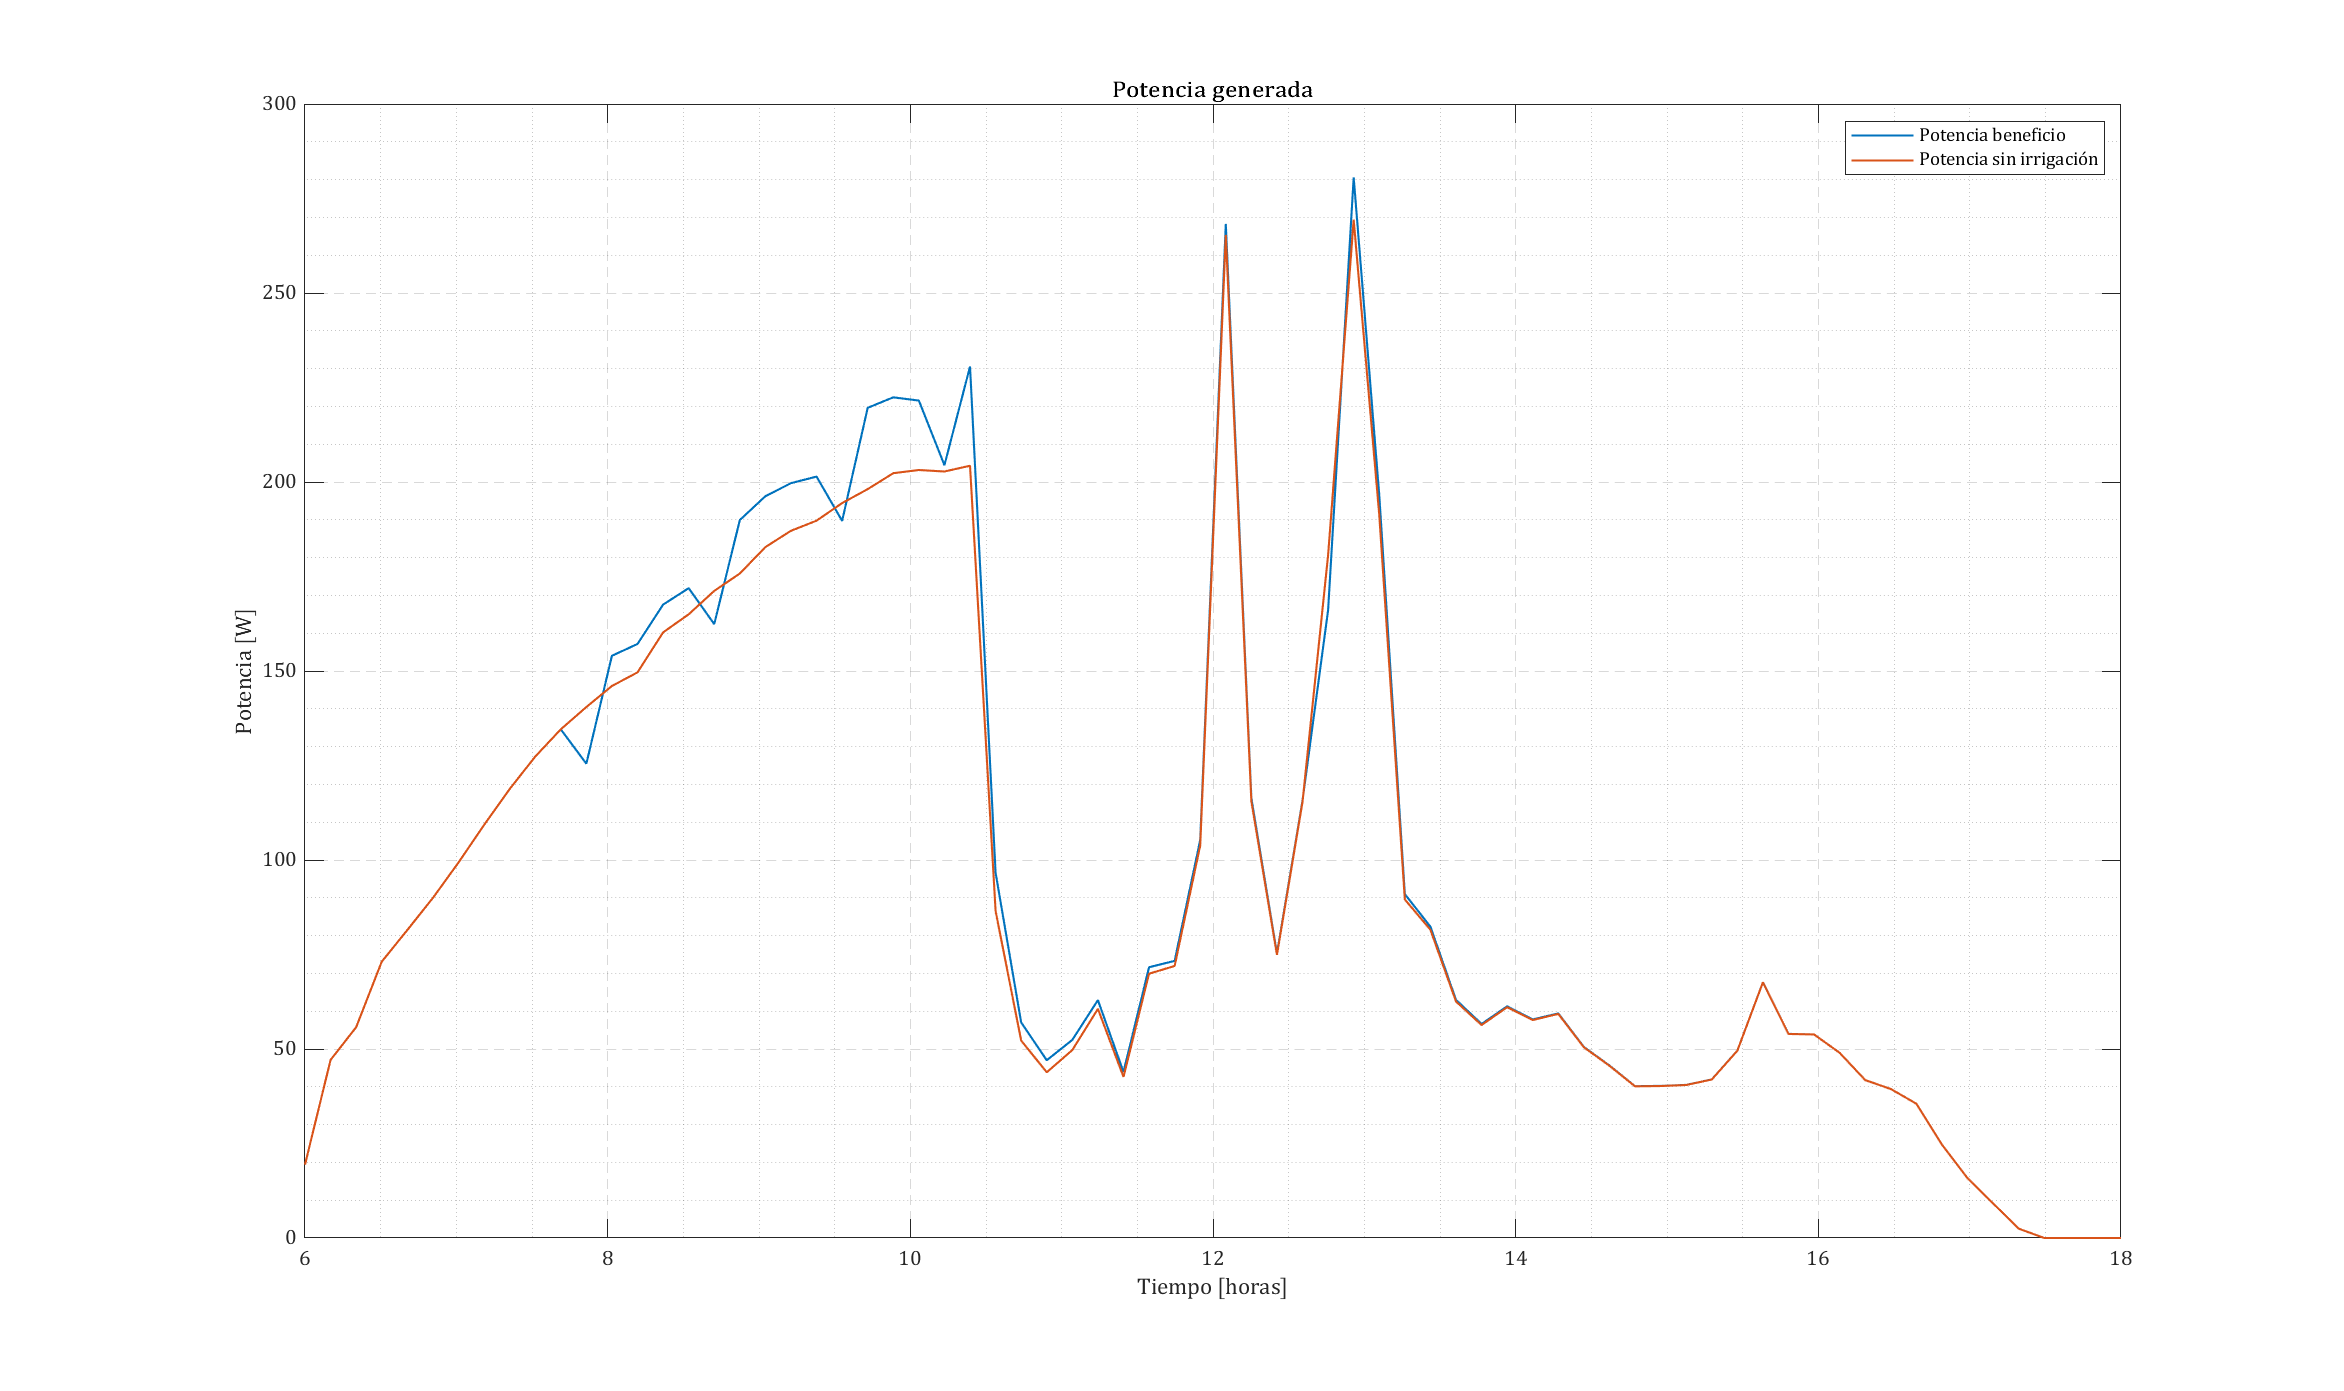 Potencia generada
300
Potencia beneficio
Potencia sin irrigación
250
200
150
Potencia [W]
100
50
0
6 8 10 12 14 16 18
Tiempo [horas]